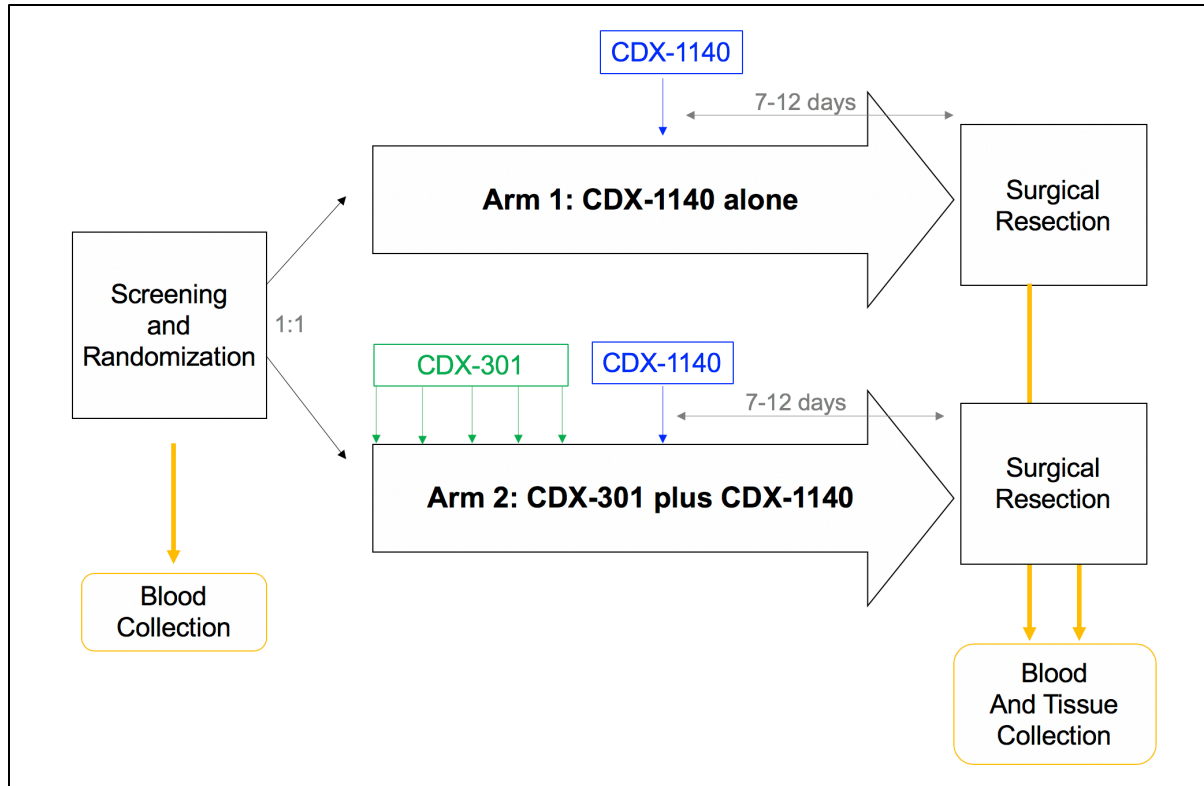 CDX-1140
7-12 days
Arm 1: CDX-1140 alone
Surgical
Resection
Screening
and
Randomization
1:1
CDX-301
CDX-1140
7-12 days
Arm 2: CDX-301 plus CDX-1140
Surgical
Resection
Blood
Collection
Blood
And Tissue
Collection